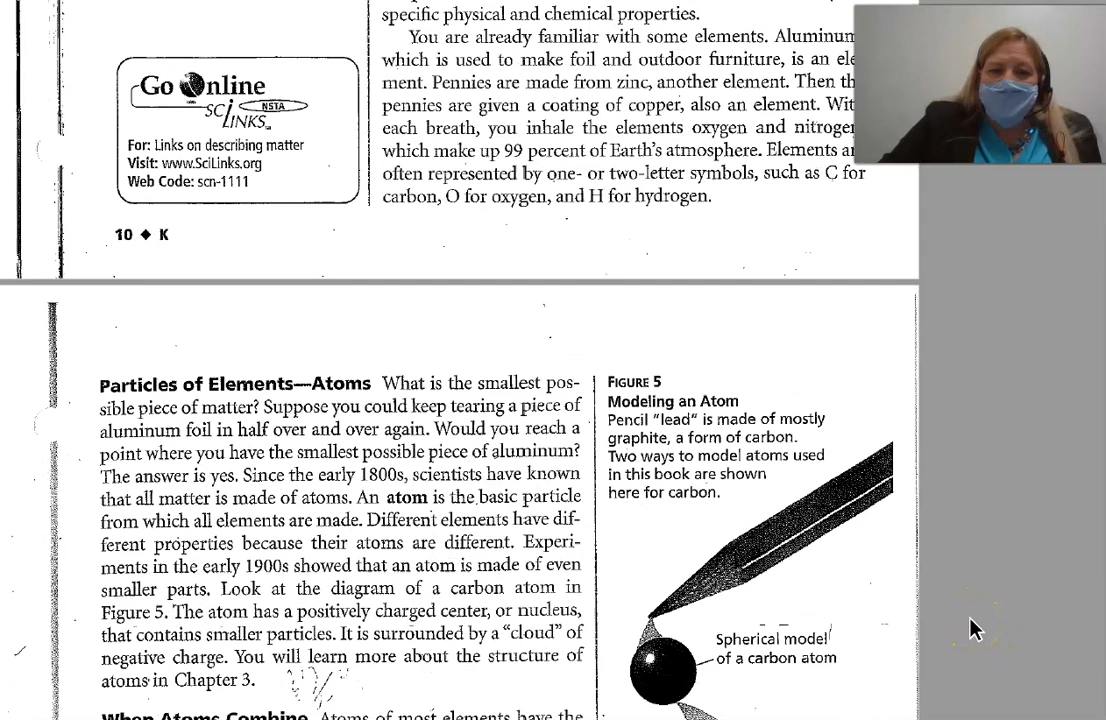 specific physical and chemical properties.
You are already familiar with some elements. Aluminum
which is used to make foil and outdoor furniture, is an ele
ment. Pennies are made from zinc, another element. Then th
pennies are given a coating of copper, also an element. Wit
each breath, you inhale the elements oxygen and nitrogen
which make up 99 percent of Earth's atmosphere. Elements a
often represented by one- or two-letter symbols, such as C for
carbon, O for oxygen, and H for hydrogen.
Go Online
SCI NSTA
LINKS™
For: Links on describing matter
Visit: www.SciLinks.org
Web Code: scn-1111
10 ◆ K
Particles of Elements—Atoms What is the smallest pos-
sible piece of matter? Suppose you could keep tearing a piece of
aluminum foil in half over and over again. Would you reach a
point where you have the smallest possible piece of aluminum?
The answer is yes. Since the early 1800s, scientists have known
that all matter is made of atoms. An atom is the basic particle
from which all elements are made. Different elements have dif-
ferent properties because their atoms are different. Experi-
ments in the early 1900s showed that an atom is made of even
smaller parts. Look at the diagram of a carbon atom in
Figure 5. The atom has a positively charged center, or nucleus,
that contains smaller particles. It is surrounded by a "cloud" of
negative charge. You will learn more about the structure of
atoms in Chapter 3.
When Atoms Combine Atoms of most elements have the
FIGURE 5
Modeling an Atom
Pencil "lead" is made of mostly
graphite, a form of carbon.
Two ways to model atoms used
in this book are shown
here for carbon.
Spherical model
of a carbon atom